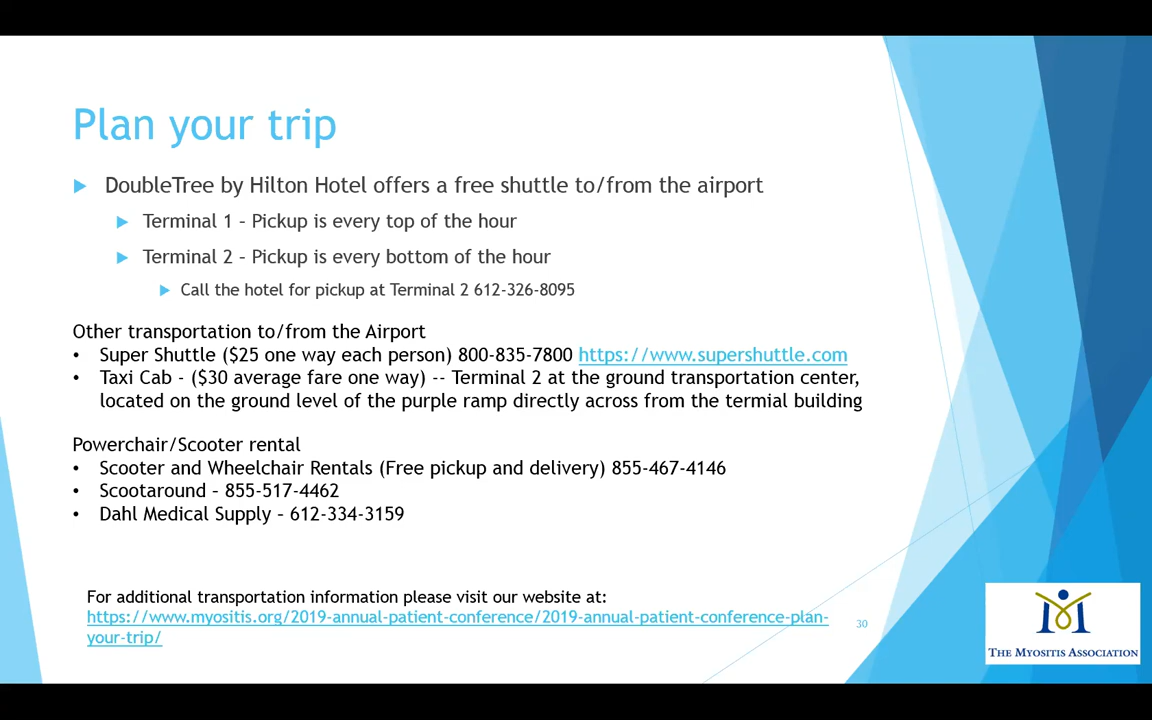 Plan your trip
DoubleTree by Hilton Hotel offers a free shuttle to/from the airport
Terminal 1 – Pickup is every top of the hour
Terminal 2 – Pickup is every bottom of the hour
Call the hotel for pickup at Terminal 2 612-326-8095
Other transportation to/from the Airport
• Super Shuttle ($25 one way each person) 800-835-7800 https://www.supershuttle.com
• Taxi Cab - ($30 average fare one way) -- Terminal 2 at the ground transportation center,
located on the ground level of the purple ramp directly across from the termial building
Powerchair/Scooter rental
• Scooter and Wheelchair Rentals (Free pickup and delivery) 855-467-4146
• Scootaround – 855-517-4462
• Dahl Medical Supply – 612-334-3159
For additional transportation information please visit our website at:
https://www.myositis.org/2019-annual-patient-conference/2019-annual-patient-conference-plan-
your-trip/
30
THE MYOSITIS ASSOCIATION